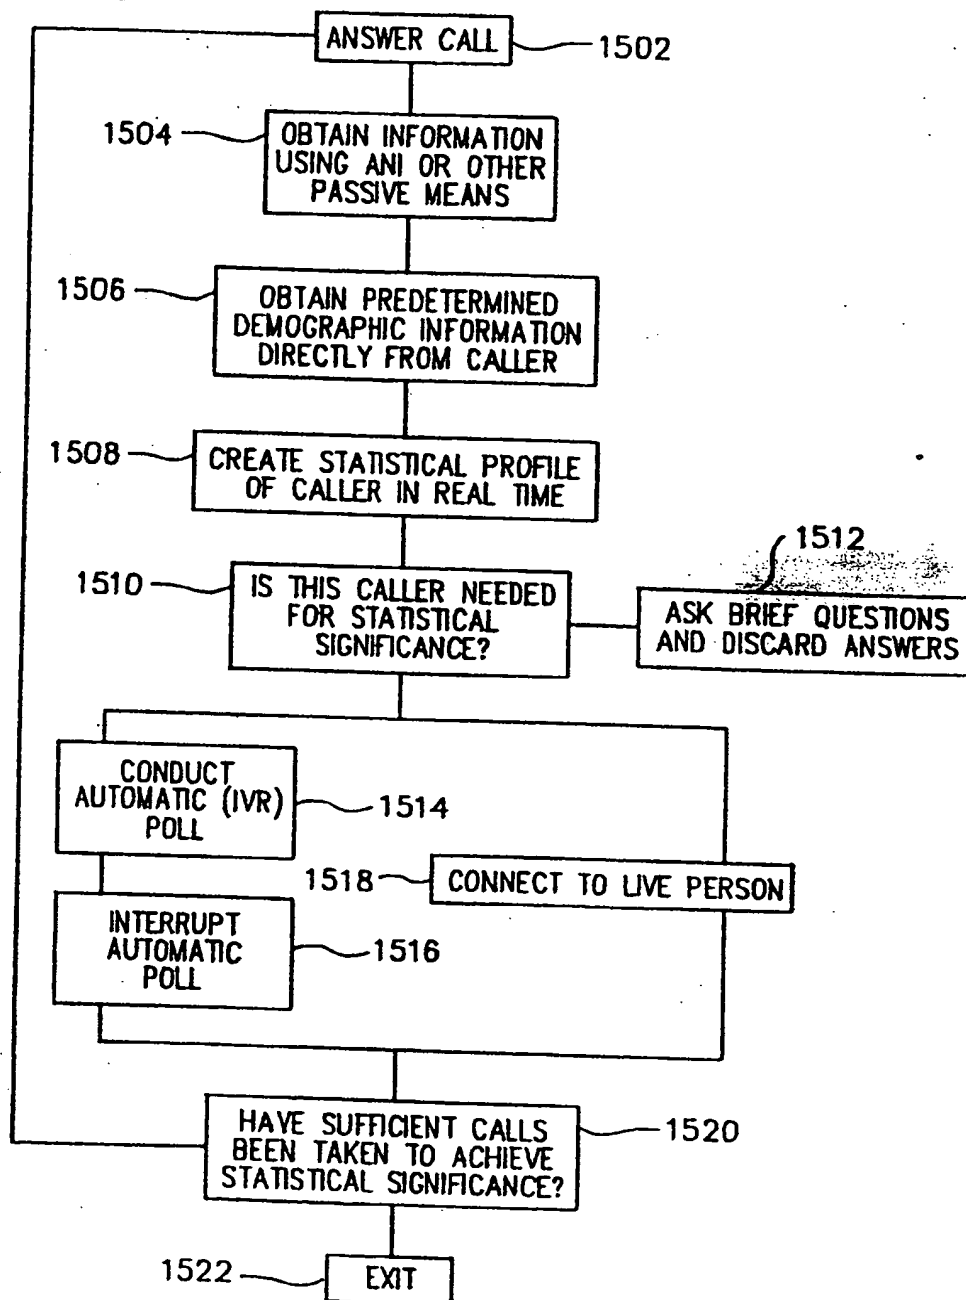 ANSWER CALL
1502
1504
OBTAIN INFORMATION
USING ANI OR OTHER
PASSIVE MEANS
1506
OBTAIN PREDETERMINED
DEMOGRAPHIC INFORMATION
DIRECTLY FROM CALLER
1508
CREATE STATISTICAL PROFILE
OF CALLER IN REAL TIME
1510
IS THIS CALLER NEEDED
FOR STATISTICAL
SIGNIFICANCE?
1512
ASK BRIEF QUESTIONS
AND DISCARD ANSWERS
CONDUCT
AUTOMATIC (IVR)
POLL
1514
1518
CONNECT TO LIVE PERSON
INTERRUPT
AUTOMATIC
POLL
1516
HAVE SUFFICIENT CALLS
BEEN TAKEN TO ACHIEVE
STATISTICAL SIGNIFICANCE?
1520
1522
EXIT